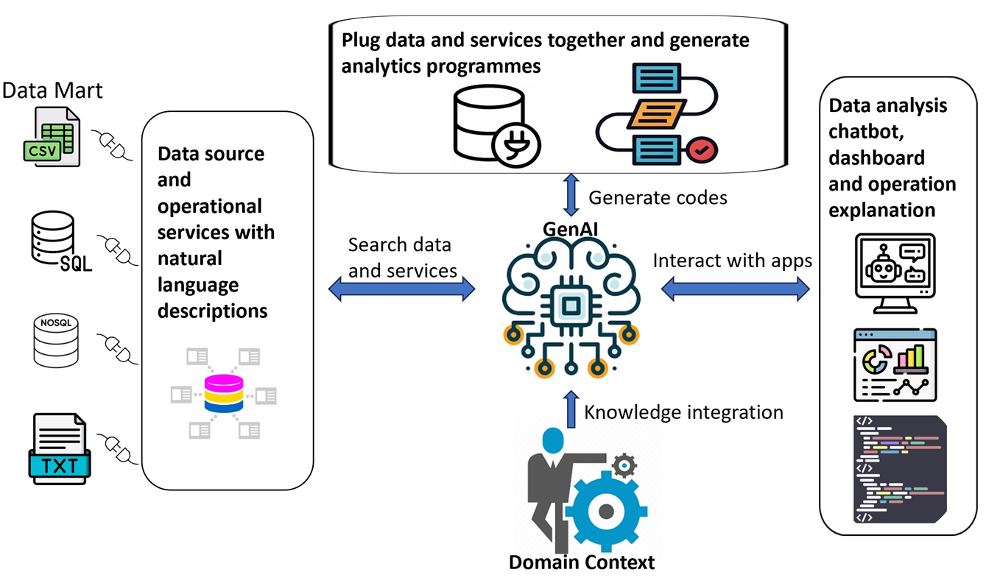 Plug data and services together and generate
analytics programmes
Data Mart
CSV
SQL
NOSQL
TXT
Data source
and
operational
services with
natural
language
descriptions
Search data
and services
Generate codes
GenAI
Interact with apps
Knowledge integration
Domain Context
Data analysis
chatbot,
dashboard
and operation
explanation
</>
</>
</>